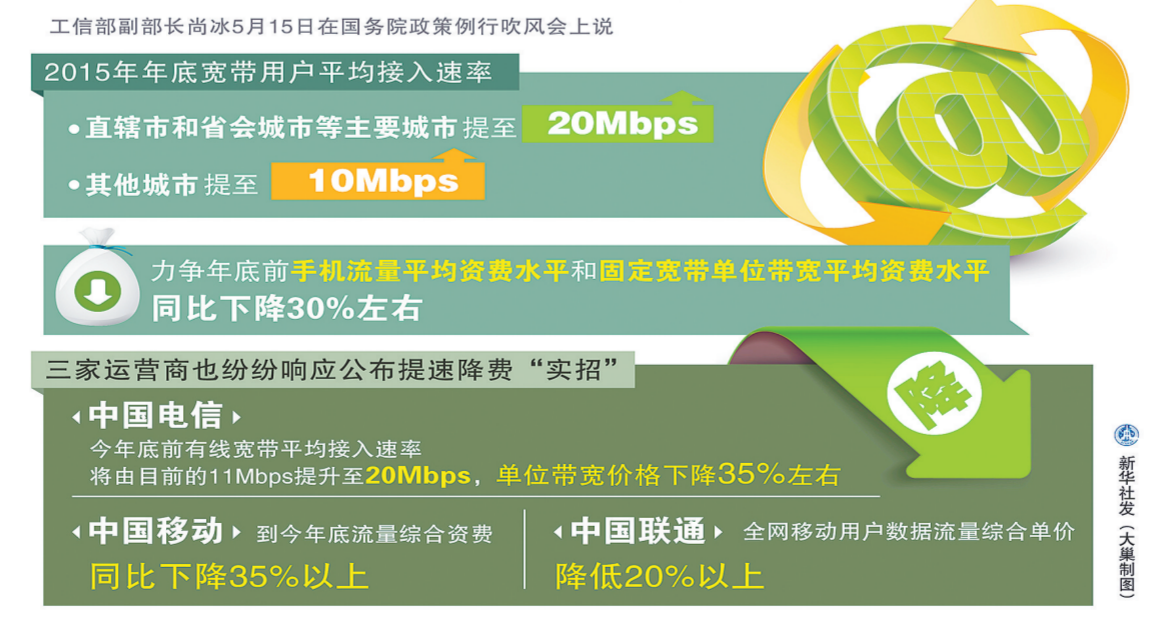 工信部副部长尚冰5月15日在国务院政策例行吹风会上说
2015年年底宽带用户平均接入速率
•直辖市和省会城市等主要城市提至 20Mbps
•其他城市提至 10Mbps
力争年底前手机流量平均资费水平和固定宽带单位带宽平均资费水平
同比下降30%左右
三家运营商也纷纷响应公布提速降费“实招”
降
中国电信
今年底前有线宽带平均接入速率
将由目前的11Mbps提升至20Mbps，单位带宽价格下降35%左右
中国移动 到今年底流量综合资费
同比下降35%以上
中国联通 全网移动用户数据流量综合单价
降低20%以上
新华社发（大巢制图）